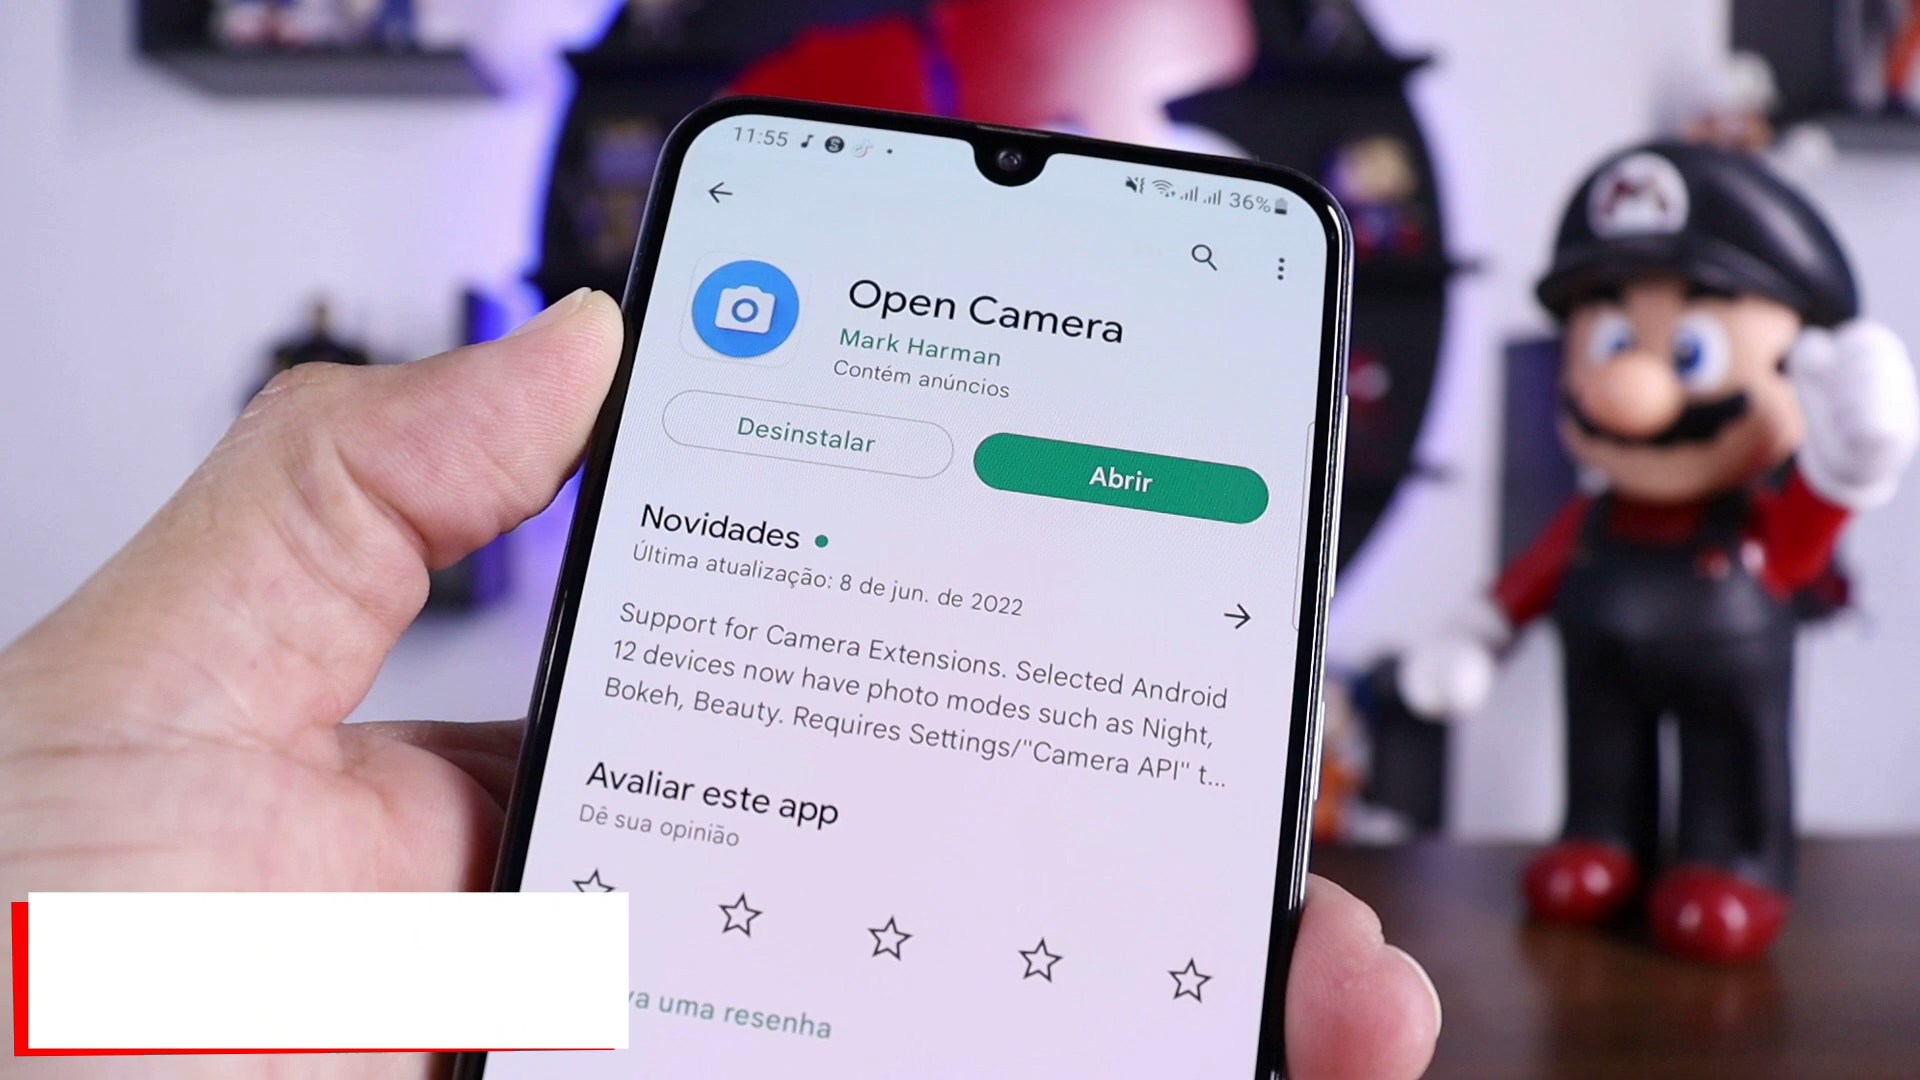 11:55
36%
Open Camera
Mark Harman
Contém anúncios
Desinstalar
Abrir
Novidades
Última atualização: 8 de jun. de 2022
Support for Camera Extensions. Selected Android
12 devices now have photo modes such as Night,
Bokeh, Beauty. Requires Settings/"Camera API" t...
Avaliar este app
Dê sua opinião
uma resenha